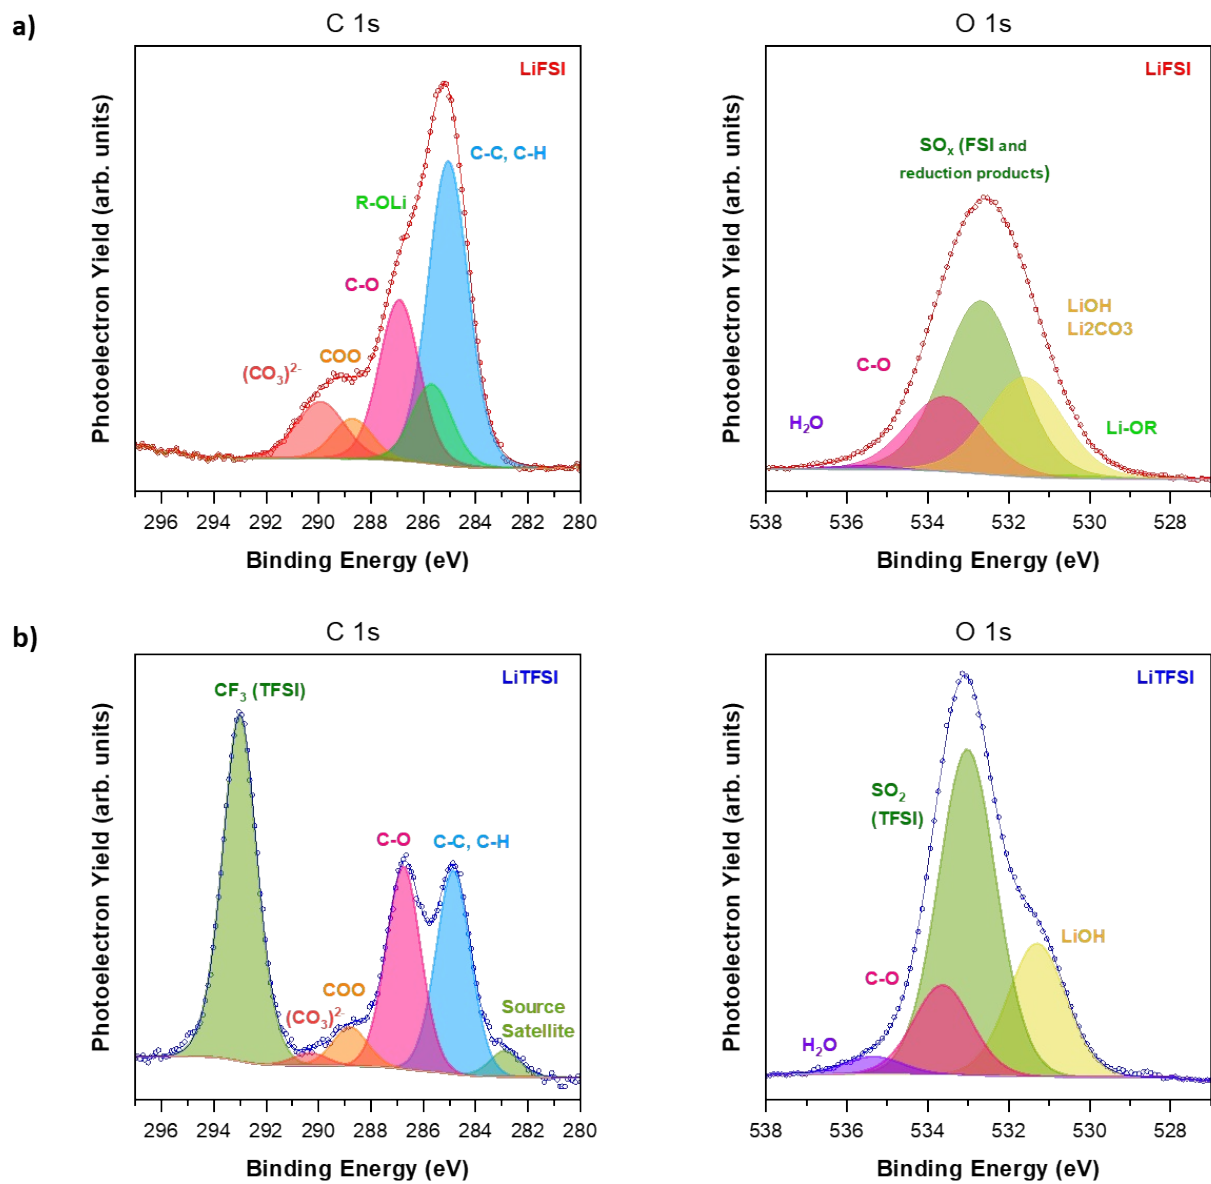 a)
C 1s
LiFSI
C-C, C-H
R-OLi
C-O
COO
(CO₃)²⁻
Photoelectron Yield (arb. units)
296 294 292 290 288 286 284 282 280
Binding Energy (eV)
O 1s
LiFSI
SOₓ (FSI and
reduction products)
LiOH
Li2CO3
C-O
H₂O
Li-OR
Photoelectron Yield (arb. units)
538 536 534 532 530 528
Binding Energy (eV)
b)
C 1s
LiTFSI
CF₃ (TFSI)
C-O
C-C, C-H
COO
(CO₃)²⁻
Source
Satellite
Photoelectron Yield (arb. units)
296 294 292 290 288 286 284 282 280
Binding Energy (eV)
O 1s
LiTFSI
SO₂
(TFSI)
LiOH
C-O
H₂O
Photoelectron Yield (arb. units)
538 536 534 532 530 528
Binding Energy (eV)